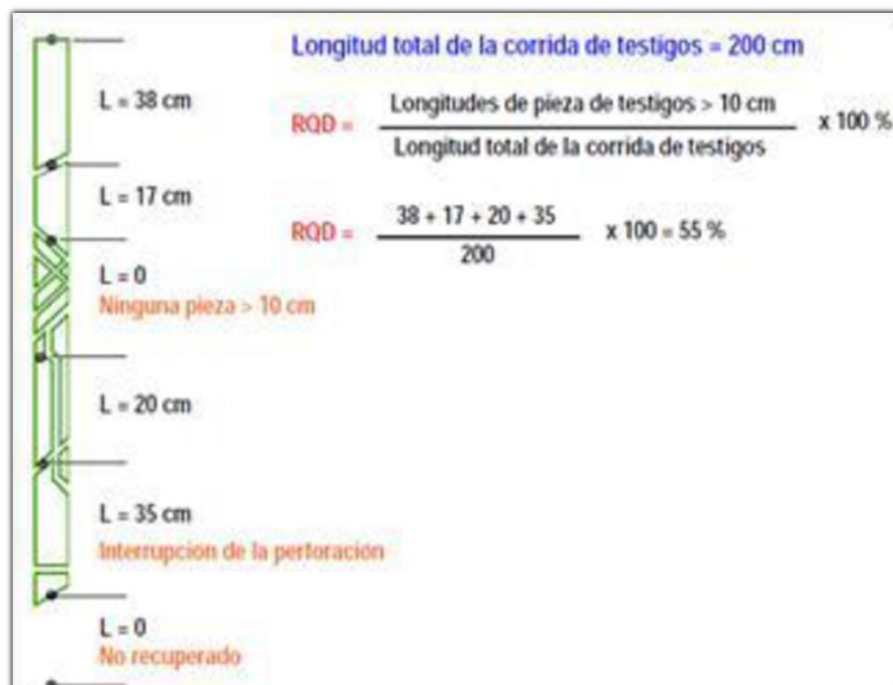 Longitud total de la corrida de testigos = 200 cm
L = 38 cm
RQD = Longitudes de pieza de testigos > 10 cm x 100 %
Longitud total de la corrida de testigos
L = 17 cm
RQD = 38 + 17 + 20 + 35 x 100 = 55 %
200
L = 0
Ninguna pieza > 10 cm
L = 20 cm
L = 35 cm
Interrupción de la perforación
L = 0
No recuperado